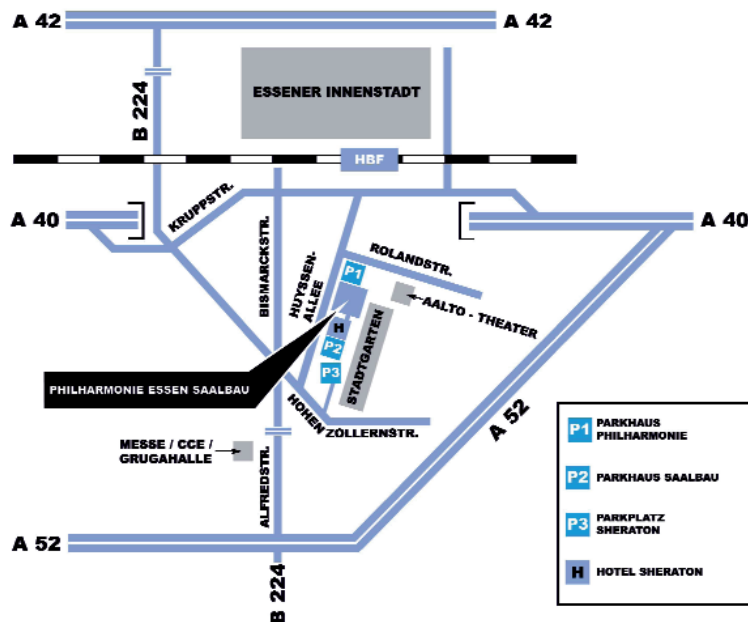 A 42
A 42
ESSENER INNENSTADT
B 224
HBF
KRUPPSTR.
A 40
A 40
BISMARCKSTR.
HUYSSEN-
ALLEE
ROLANDSTR.
P1
AALTO - THEATER
H
P2
P3
STADTGARTEN
PHILHARMONIE ESSEN SAALBAU
HOHEN
ZOLLERNSTR.
A 52
MESSE / CCE /
GRUGAHALLE
ALFREDSTR.
A 52
B 224
P1 PARKHAUS
PHILHARMONIE
P2 PARKHAUS SAALBAU
P3 PARKPLATZ
SHERATON
H HOTEL SHERATON